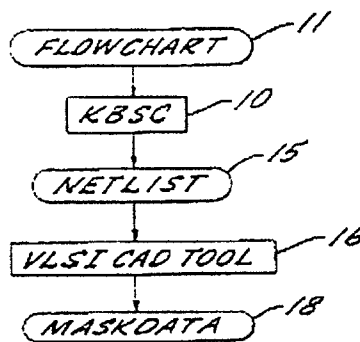 FLOWCHART 11
KBSC 10
NETLIST 15
VLSI CAD TOOL 16
MASKDATA 18